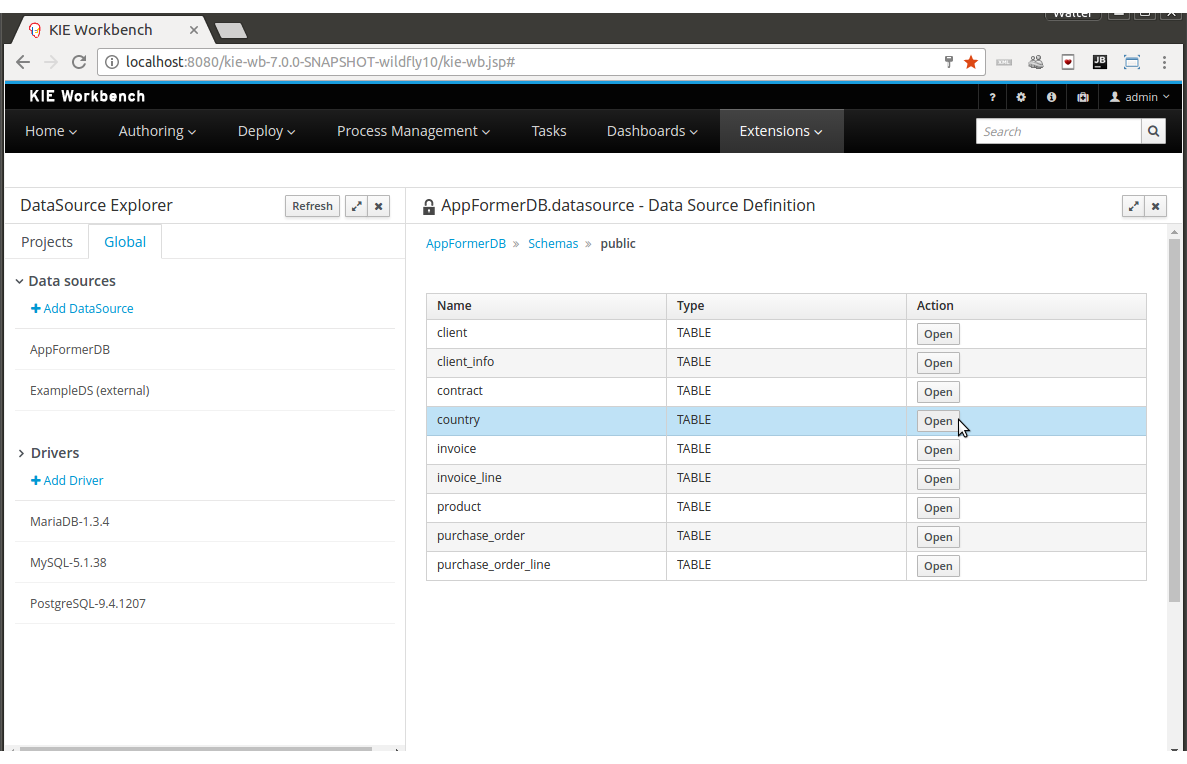 Walter
KIE Workbench
localhost:8080/kie-wb-7.0.0-SNAPSHOT-wildfly10/kie-wb.jsp#
JB
KIE Workbench
? admin
Home Authoring Deploy Process Management Tasks Dashboards Extensions Search
DataSource Explorer Refresh
AppFormerDB.datasource - Data Source Definition
Projects Global
AppFormerDB » Schemas » public
Data sources
+ Add DataSource
AppFormerDB
ExampleDS (external)
Drivers
+ Add Driver
MariaDB-1.3.4
MySQL-5.1.38
PostgreSQL-9.4.1207
Name Type Action
client TABLE Open
client_info TABLE Open
contract TABLE Open
country TABLE Open
invoice TABLE Open
invoice_line TABLE Open
product TABLE Open
purchase_order TABLE Open
purchase_order_line TABLE Open